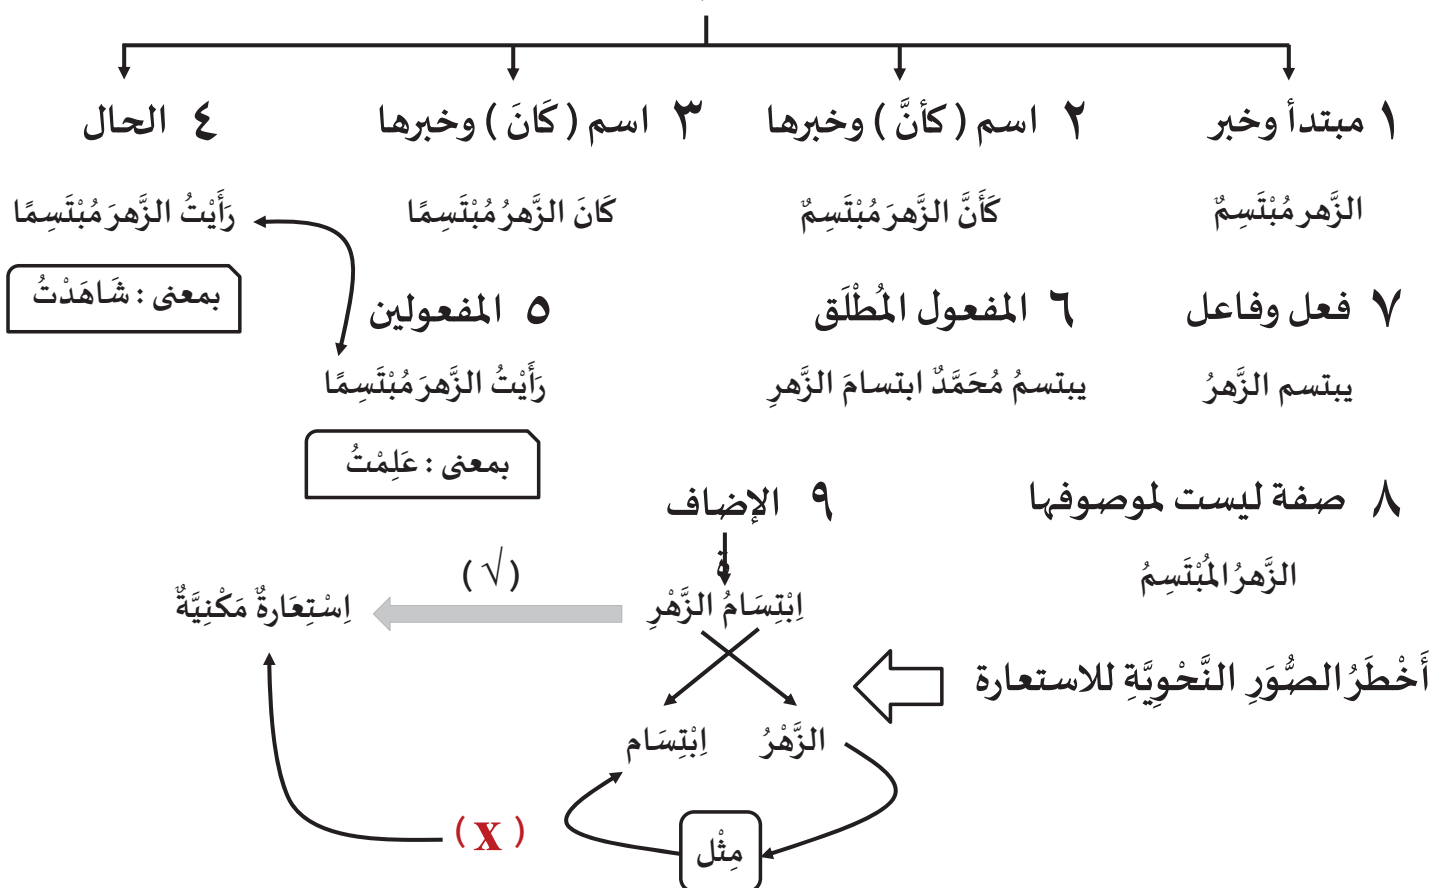 ١ مبتدأ وخبر
٢ اسم ( كأنَّ ) وخبرها
٣ اسم ( كَانَ ) وخبرها
٤ الحال
الزَّهر مُبْتَسِمٌ
كَأَنَّ الزَّهرَ مُبْتَسِمٌ
كَانَ الزَّهرُ مُبْتَسِمًا
رَأَيْتُ الزَّهرَ مُبْتَسِمًا
بمعنى : شَاهَدْتُ
٧ فعل وفاعل
٦ المفعول المُطْلَق
٥ المفعولين
يبتسم الزَّهرُ
يبتسمُ مُحَمَّدٌ ابتسامَ الزَّهرِ
رَأَيْتُ الزَّهرَ مُبْتَسِمًا
بمعنى : عَلِمْتُ
٨ صفة ليست لموصوفها
٩ الإضاف
ة
الزَّهرُ المُبْتَسِمُ
(√)
اِبْتِسَامُ الزَّهْرِ
اِسْتِعَارةٌ مَكْنِيَّةٌ
أَخْطَرُ الصُّوَرِ النَّحْوِيَّةِ للاستعارة
الزَّهْرُ
اِبْتِسَام
مِثْل
( x )